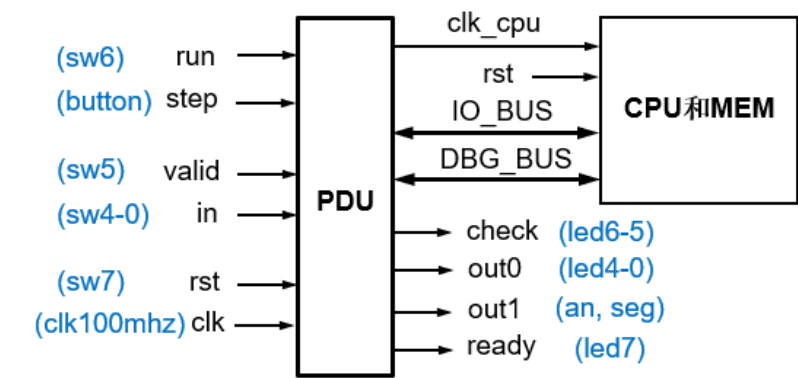 (sw6) run
(button) step
(sw5) valid
(sw4-0) in
(sw7) rst
(clk100mhz) clk
PDU
clk_cpu
rst
IO_BUS
DBG_BUS
CPU和MEM
check (led6-5)
out0 (led4-0)
out1 (an, seg)
ready (led7)